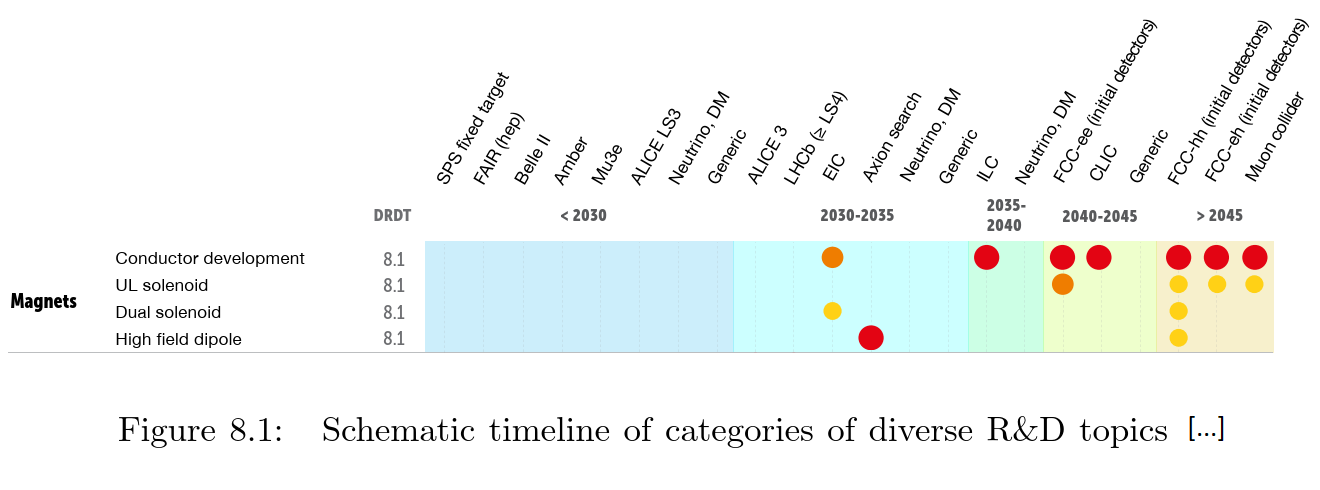 SPS fixed target
FAIR (hep)
Belle II
Amber
Mu3e
ALICE LS3
Neutrino, DM
Generic
ALICE 3
LHCb (≥ LS4)
EIC
Axion search
Neutrino, DM
Generic
ILC
Neutrino, DM
FCC-ee (initial detectors)
CLIC
Generic
FCC-hh (initial detectors)
FCC-eh (initial detectors)
Muon collider
DRDT
< 2030
2030-2035
2035-
2040
2040-2045
> 2045
Magnets
Conductor development 8.1
UL solenoid 8.1
Dual solenoid 8.1
High field dipole 8.1
Figure 8.1: Schematic timeline of categories of diverse R&D topics [...]